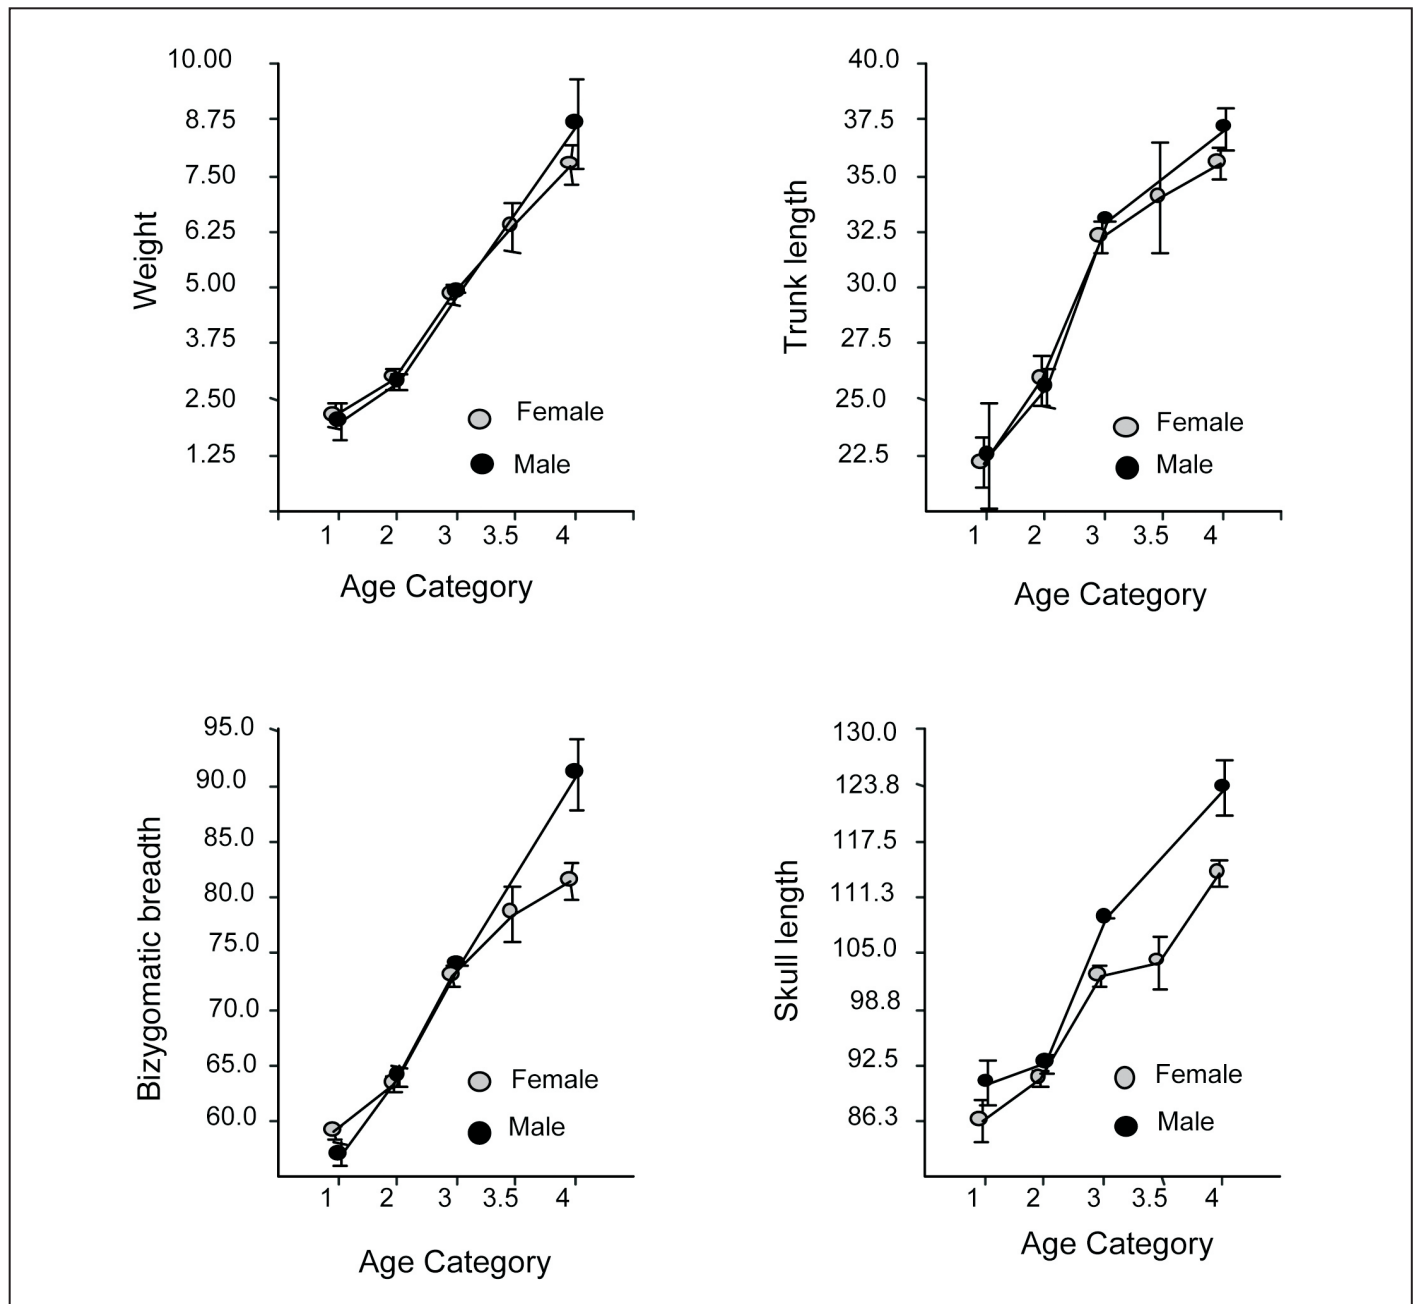 10.00
8.75
7.50
6.25
5.00
3.75
2.50
1.25
Weight
Female
Male
1 2 3 3.5 4
Age Category
40.0
37.5
35.0
32.5
30.0
27.5
25.0
22.5
Trunk length
Female
Male
1 2 3 3.5 4
Age Category
95.0
90.0
85.0
80.0
75.0
70.0
65.0
60.0
Bizygomatic breadth
Female
Male
1 2 3 3.5 4
Age Category
130.0
123.8
117.5
111.3
105.0
98.8
92.5
86.3
Skull length
Female
Male
1 2 3 3.5 4
Age Category